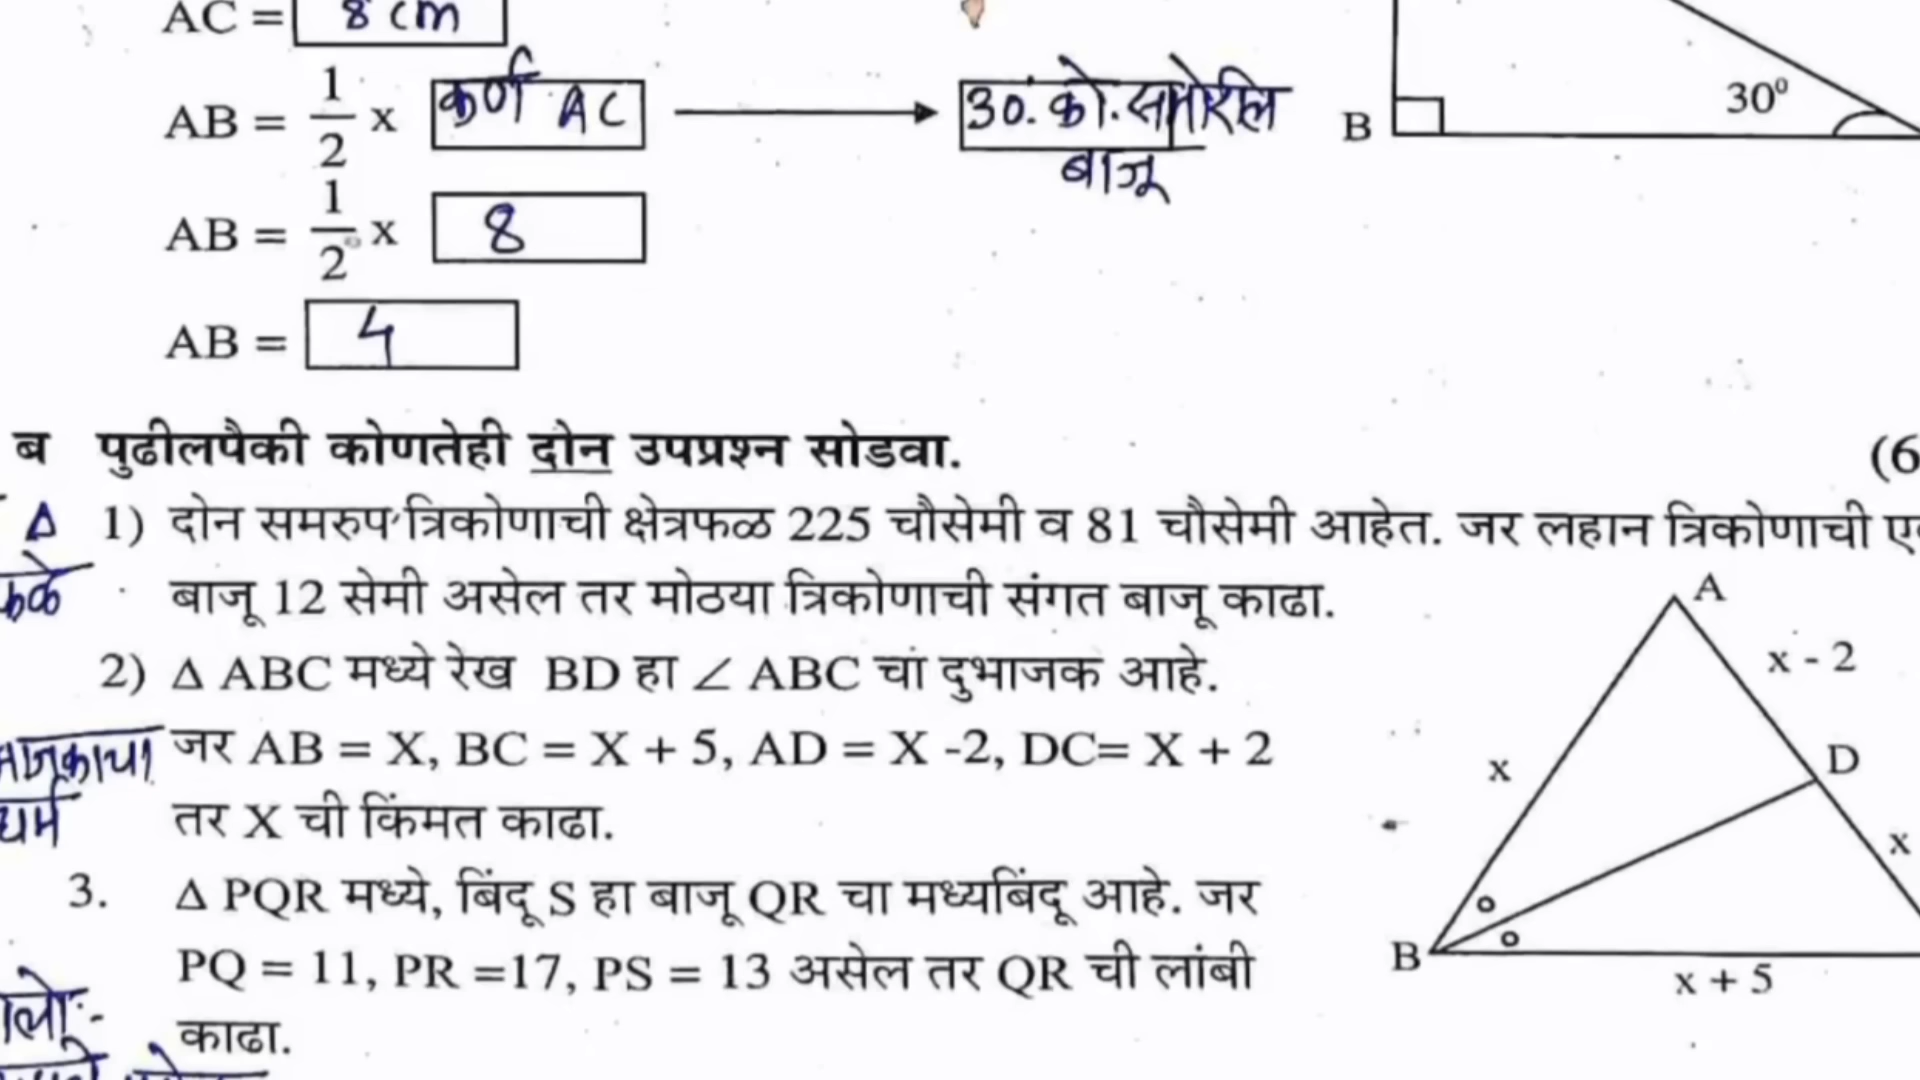 AC = 8 cm
AB = 1/2 x कर्ण AC → 30. को. समोरील बाजू
AB = 1/2 x 8
AB = 4
B 30°
ब पुढीलपैकी कोणतेही दोन उपप्रश्न सोडवा. (6
Δ 1) दोन समरुप त्रिकोणाची क्षेत्रफळ 225 चौसेमी व 81 चौसेमी आहेत. जर लहान त्रिकोणाची
बाजू 12 सेमी असेल तर मोठया त्रिकोणाची संगत बाजू काढा.
2) Δ ABC मध्ये रेख BD हा ∠ ABC चा दुभाजक आहे.
जर AB = X, BC = X + 5, AD = X -2, DC= X + 2
तर X ची किंमत काढा.
3. Δ PQR मध्ये, बिंदू S हा बाजू QR चा मध्यबिंदू आहे. जर
PQ = 11, PR =17, PS = 13 असेल तर QR ची लांबी
काढा.
A
x - 2
D
x
x
B
x + 5